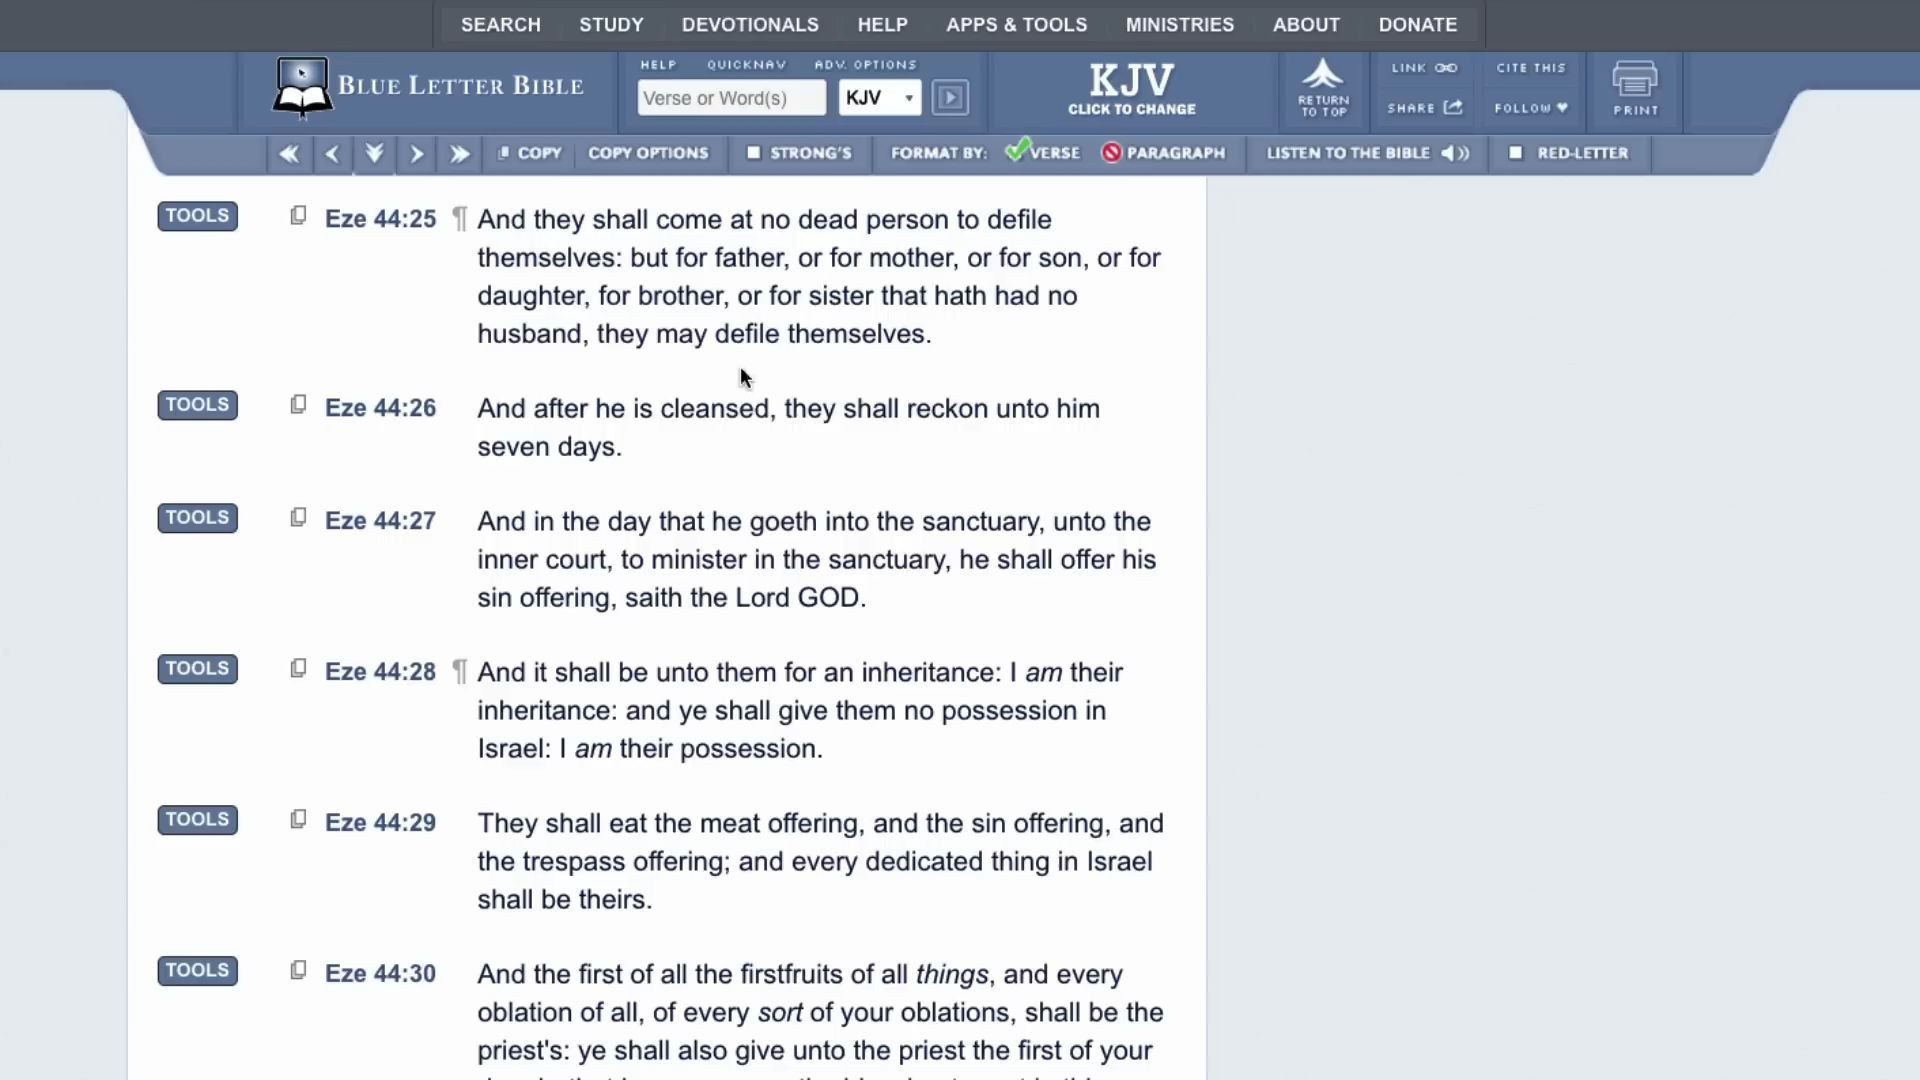 SEARCH STUDY DEVOTIONALS HELP APPS & TOOLS MINISTRIES ABOUT DONATE
BLUE LETTER BIBLE
HELP QUICKNAV ADV. OPTIONS
Verse or Word(s) KJV
KJV
CLICK TO CHANGE
RETURN
TO TOP
LINK CITE THIS
SHARE FOLLOW
PRINT
COPY COPY OPTIONS STRONG'S FORMAT BY: VERSE PARAGRAPH LISTEN TO THE BIBLE RED-LETTER
TOOLS Eze 44:25 ¶ And they shall come at no dead person to defile
themselves: but for father, or for mother, or for son, or for
daughter, for brother, or for sister that hath had no
husband, they may defile themselves.
TOOLS Eze 44:26 And after he is cleansed, they shall reckon unto him
seven days.
TOOLS Eze 44:27 And in the day that he goeth into the sanctuary, unto the
inner court, to minister in the sanctuary, he shall offer his
sin offering, saith the Lord GOD.
TOOLS Eze 44:28 ¶ And it shall be unto them for an inheritance: I am their
inheritance: and ye shall give them no possession in
Israel: I am their possession.
TOOLS Eze 44:29 They shall eat the meat offering, and the sin offering, and
the trespass offering; and every dedicated thing in Israel
shall be theirs.
TOOLS Eze 44:30 And the first of all the firstfruits of all things, and every
oblation of all, of every sort of your oblations, shall be the
priest's: ye shall also give unto the priest the first of your